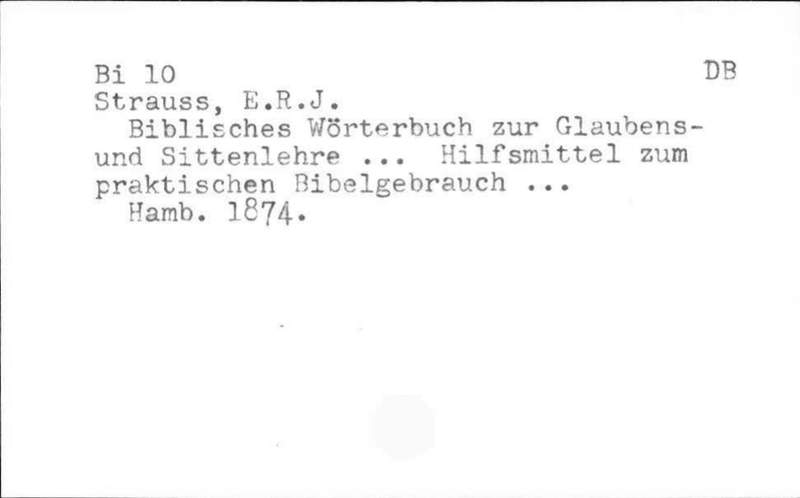 Bi 10 DB
Strauss, E.R.J.
Biblisches Wörterbuch zur Glaubens-
und Sittenlehre ... Hilfsmittel zum
praktischen Bibelgebrauch ...
Hamb. 1874.